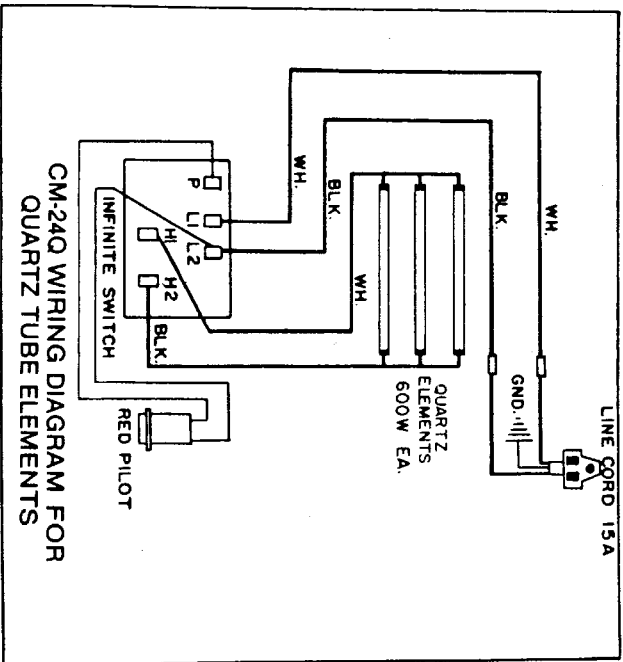 LINE CORD 15A
WH.
BLK.
GND.
QUARTZ
ELEMENTS
600W EA.
WH.
BLK.
WH.
BLK.
P
L1
L2
H1
H2
INFINITE SWITCH
RED PILOT
CM-24Q WIRING DIAGRAM FOR
QUARTZ TUBE ELEMENTS